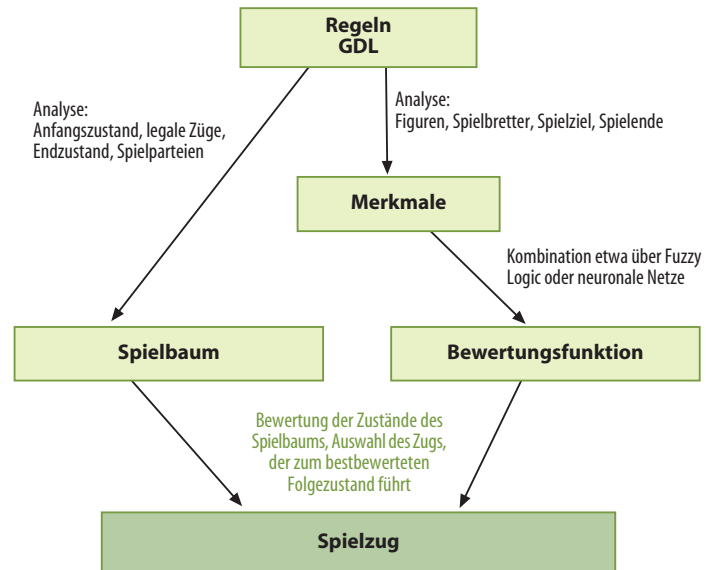 Regeln
GDL
Analyse:
Anfangszustand, legale Züge,
Endzustand, Spielparteien
Analyse:
Figuren, Spielbretter, Spielziel, Spielende
Merkmale
Kombination etwa über Fuzzy
Logic oder neuronale Netze
Spielbaum
Bewertungsfunktion
Bewertung der Zustände des
Spielbaums, Auswahl des Zugs,
der zum bestbewerteten
Folgezustand führt
Spielzug